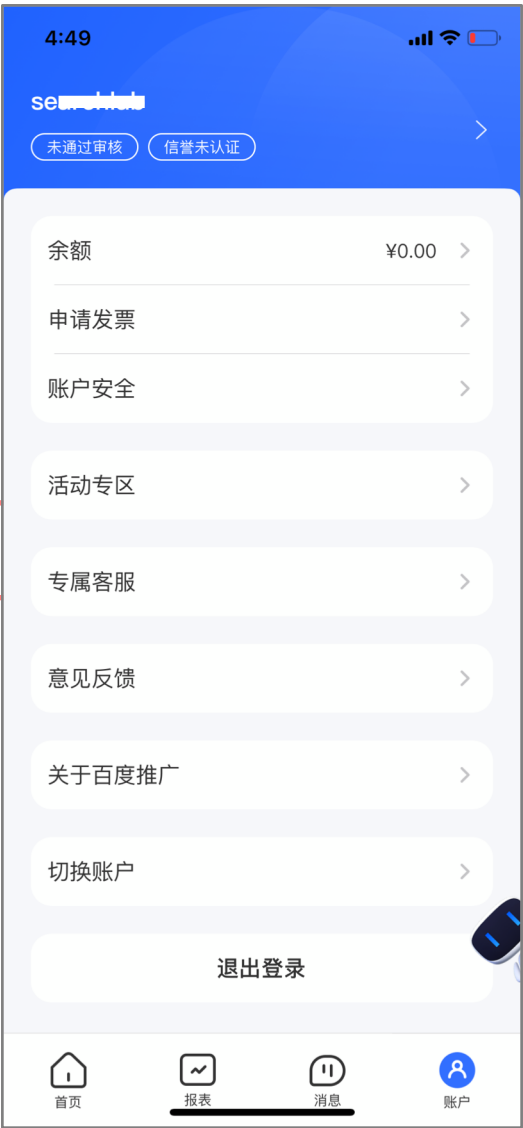 4:49
未通过审核 信誉未认证
余额 ¥0.00
申请发票
账户安全
活动专区
专属客服
意见反馈
关于百度推广
切换账户
退出登录
首页 报表 消息 账户